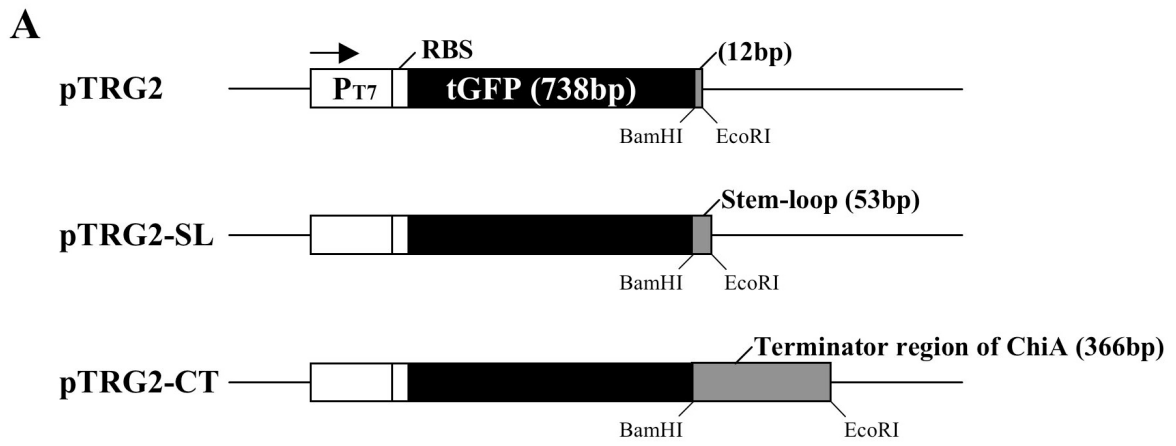 A
RBS
(12bp)
pTRG2
PT7
tGFP (738bp)
BamHI
EcoRI
Stem-loop (53bp)
pTRG2-SL
BamHI
EcoRI
Terminator region of ChiA (366bp)
pTRG2-CT
BamHI
EcoRI